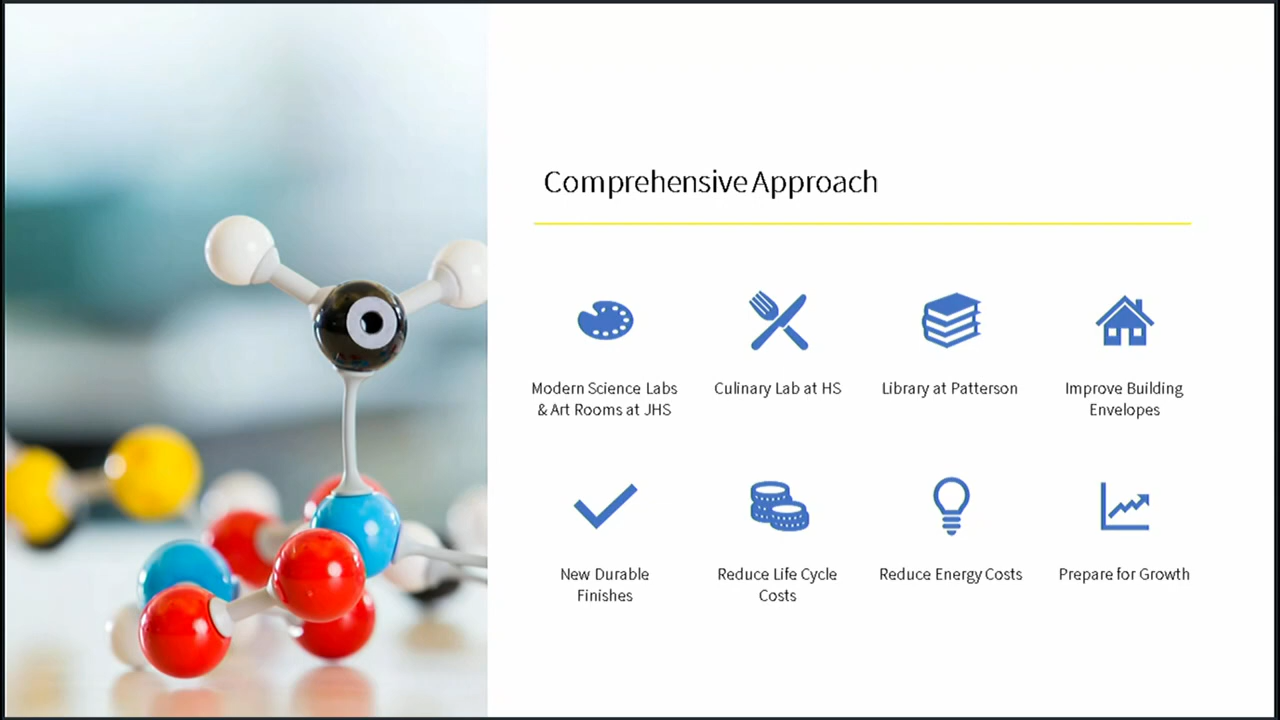 Comprehensive Approach
Modern Science Labs
& Art Rooms at JHS
Culinary Lab at HS
Library at Patterson
Improve Building
Envelopes
New Durable
Finishes
Reduce Life Cycle
Costs
Reduce Energy Costs
Prepare for Growth